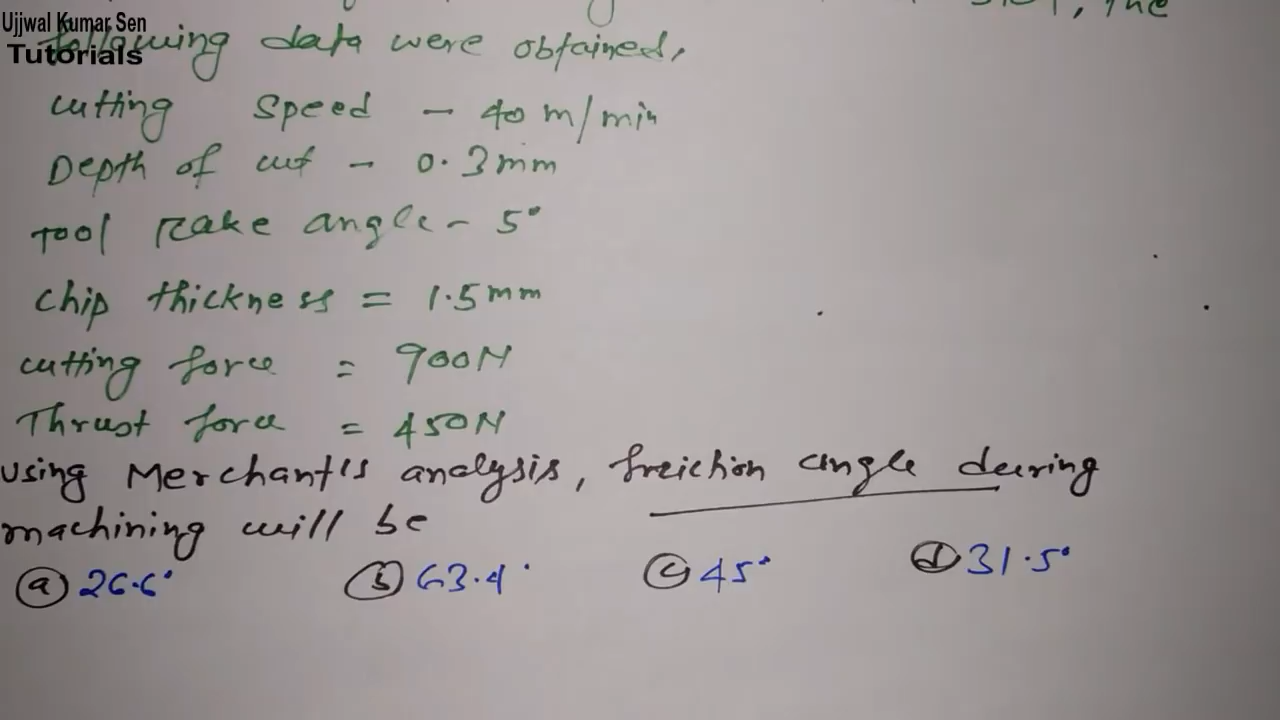 , The
Ujjwal Kumar Sen
Tutorials
following data were obtained,
cutting speed - 40 m/min
Depth of cut - 0.3mm
Tool Rake angle - 5°
chip thickness = 1.5mm
cutting force = 900N
Thrust force = 450N
using Merchant's analysis, freichion angle during
machining will be
(a) 26.6° (b) 63.4° (c) 45° (d) 31.5°